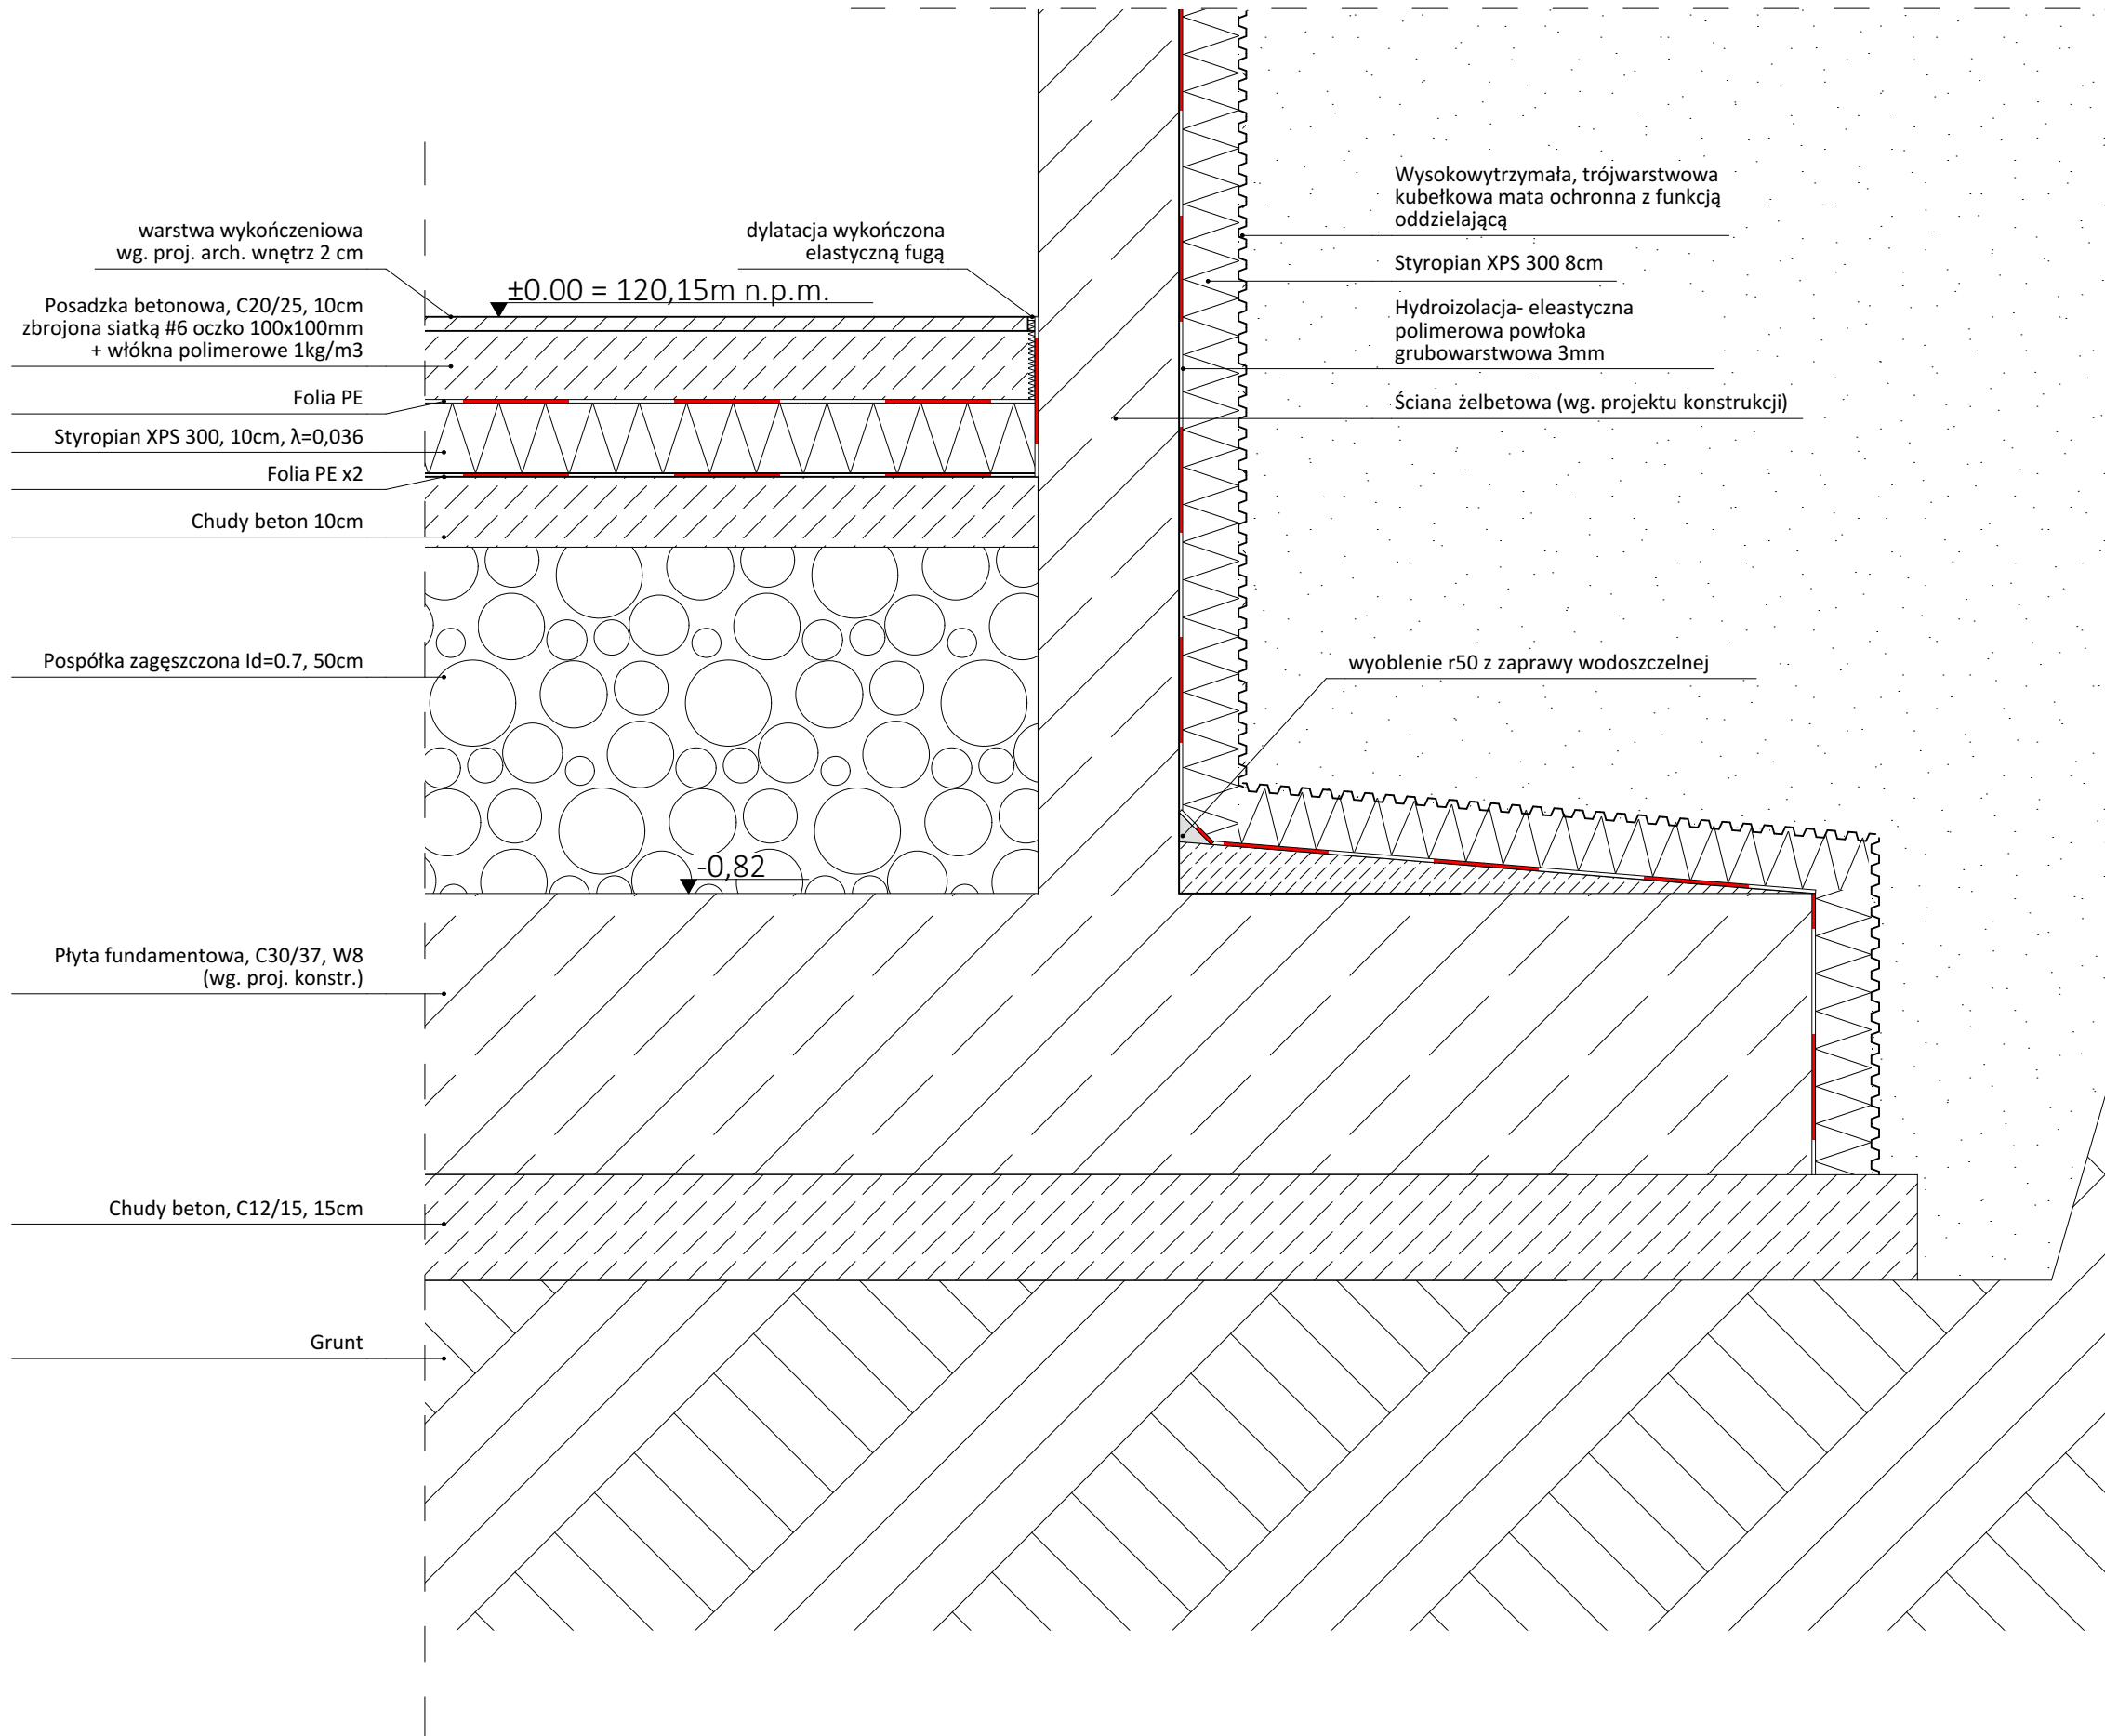 warstwa wykończeniowa
wg. proj. arch. wnętrz 2 cm
Posadzka betonowa, C20/25, 10cm
zbrojona siatką #6 oczko 100x100mm
+ włókna polimerowe 1kg/m3
Folia PE
Styropian XPS 300, 10cm, λ=0,036
Folia PE x2
Chudy beton 10cm
Pospółka zagęszczona Id=0.7, 50cm
Płyta fundamentowa, C30/37, W8
(wg. proj. konstr.)
Chudy beton, C12/15, 15cm
Grunt
dylatacja wykończona
elastyczną fugą
±0.00 = 120,15m n.p.m.
-0,82
Wysokowytrzymała, trójwarstwowa
kubełkowa mata ochronna z funkcją
oddzielającą
Styropian XPS 300 8cm
Hydroizolacja- eleastyczna
polimerowa powłoka
grubowarstwowa 3mm
Ściana żelbetowa (wg. projektu konstrukcji)
wyoblenie r50 z zaprawy wodoszczelnej